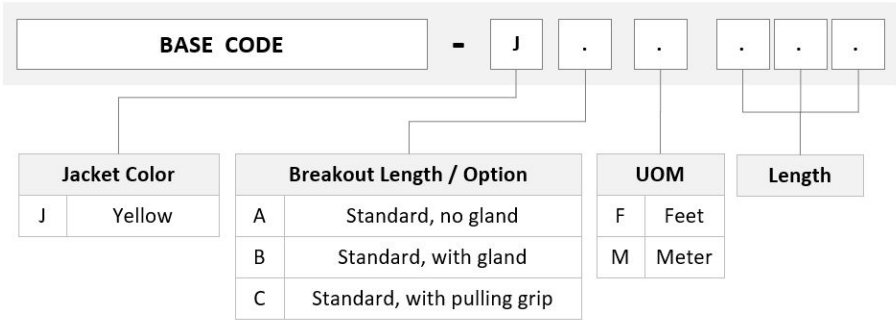 BASE CODE - J . . . . .
Jacket Color
J Yellow
Breakout Length / Option
A Standard, no gland
B Standard, with gland
C Standard, with pulling grip
UOM
F Feet
M Meter
Length